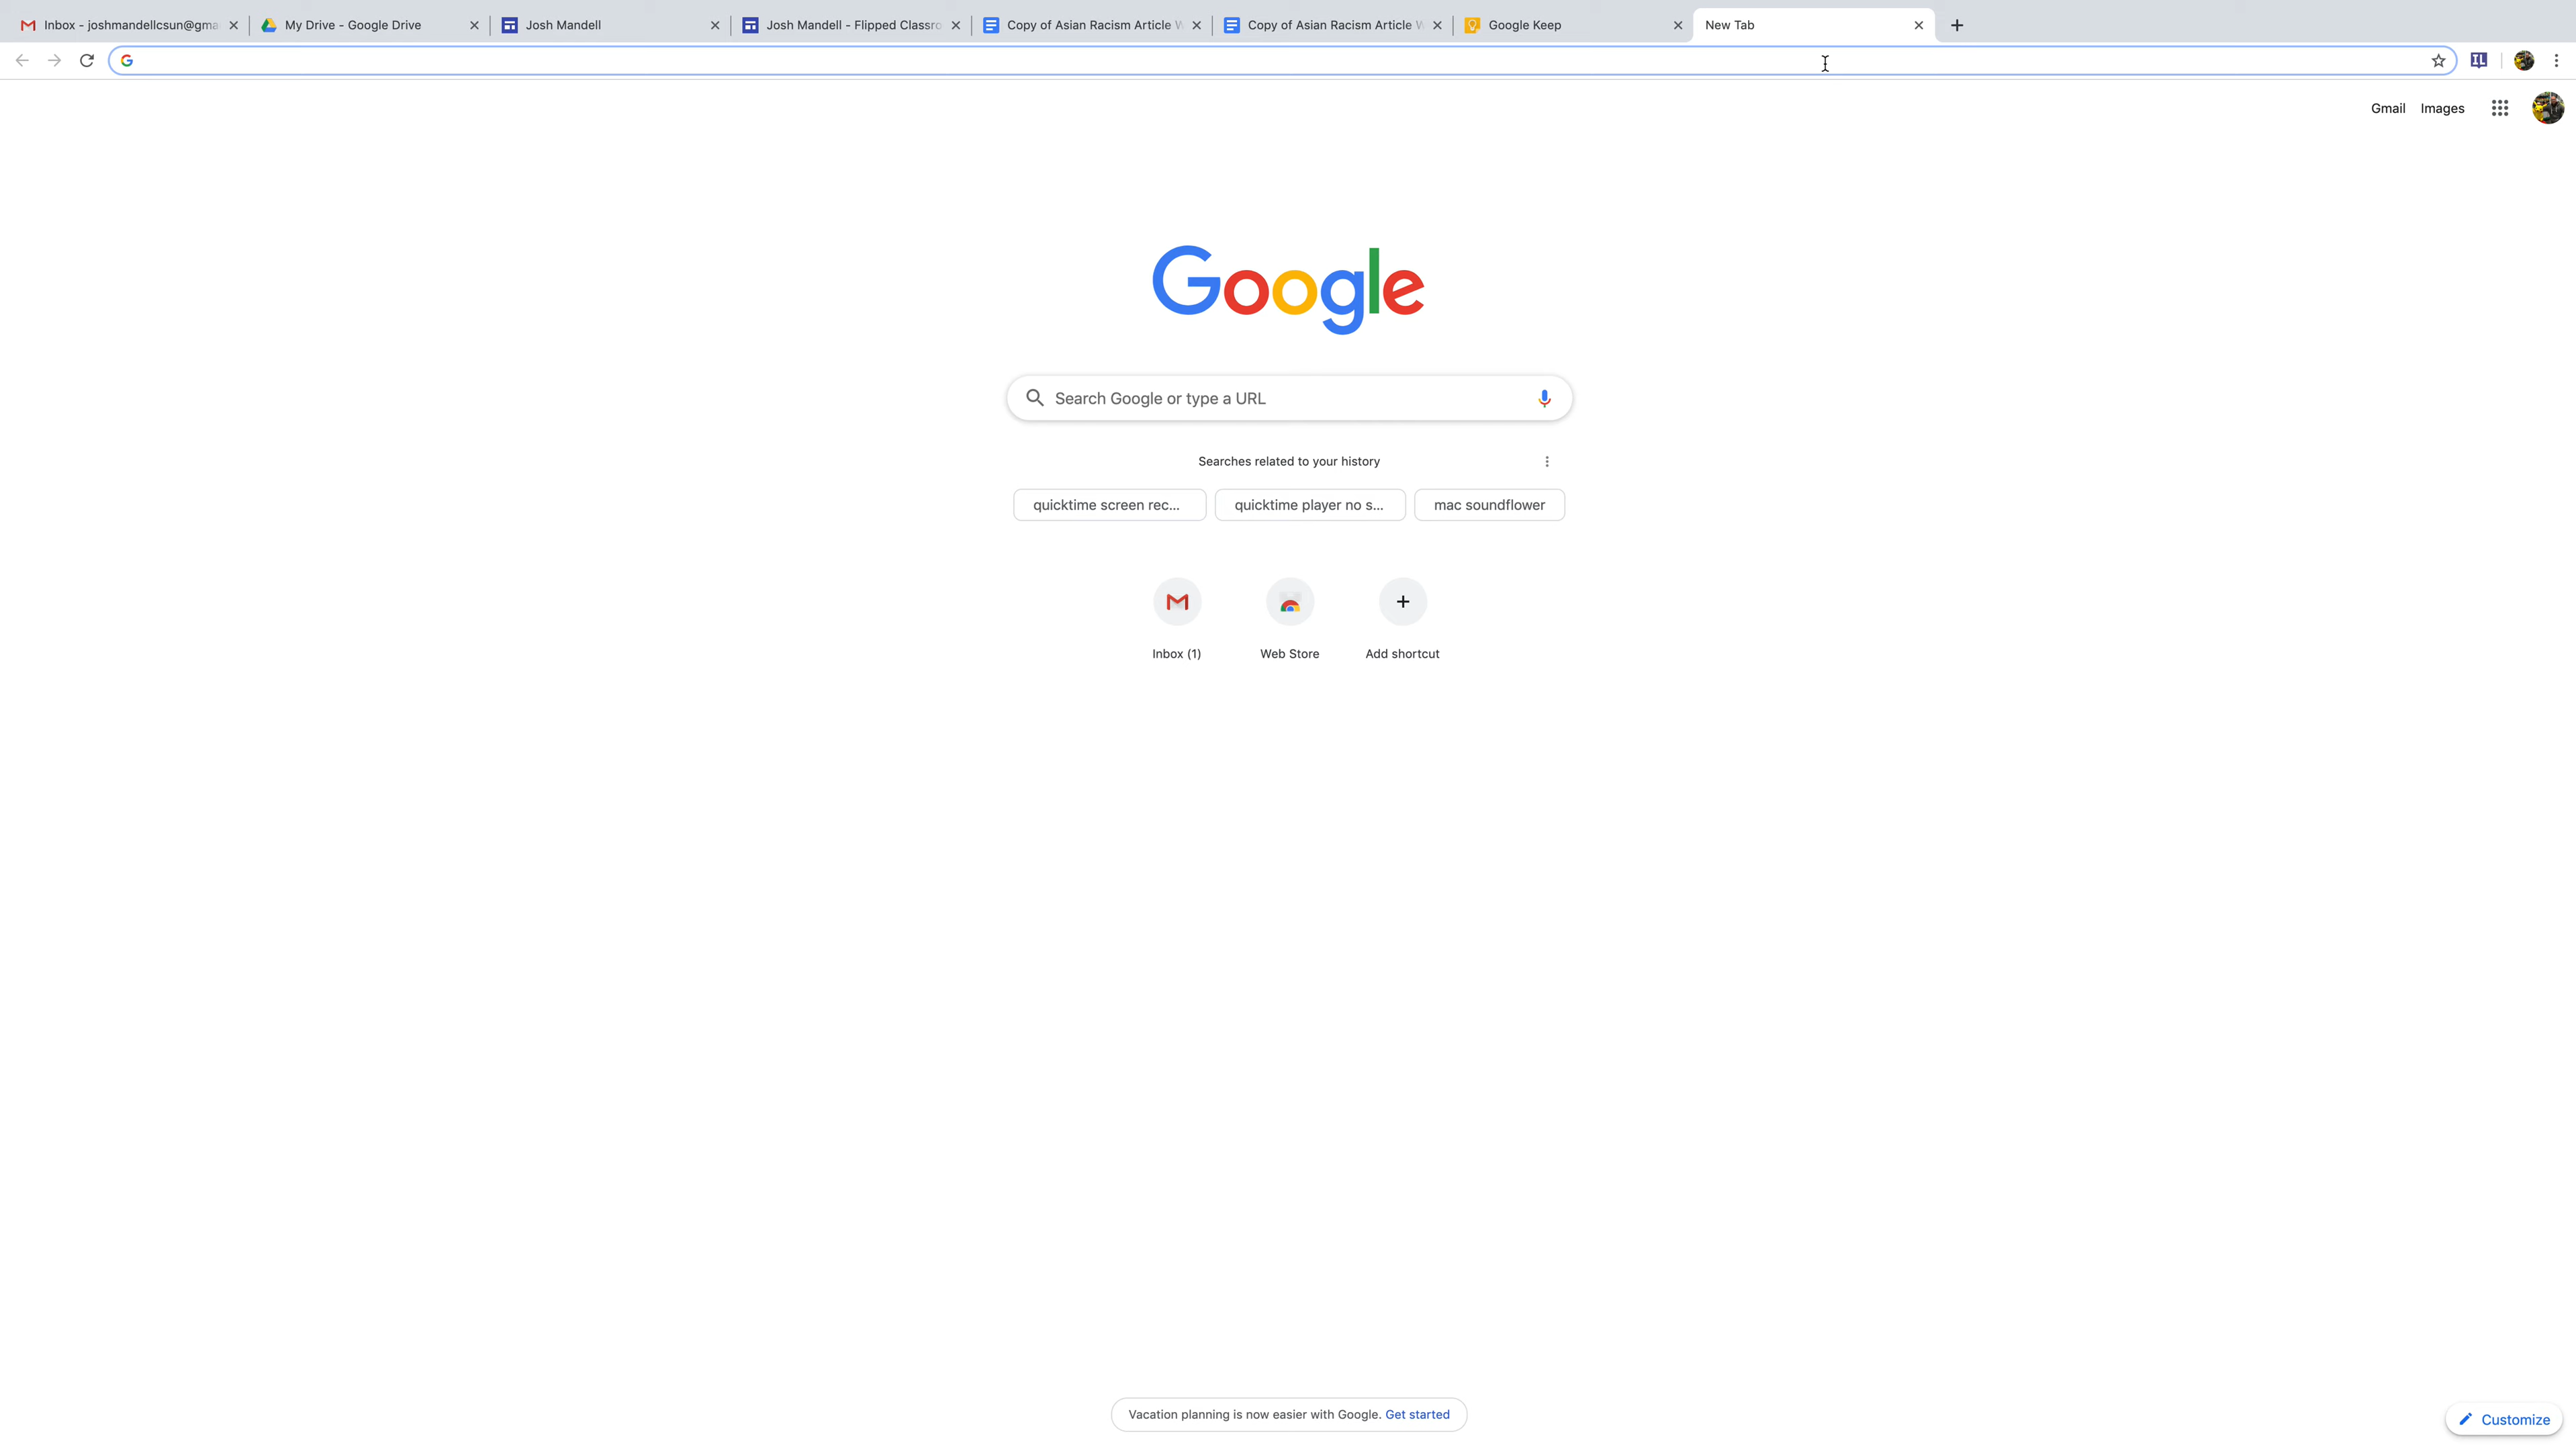 Inbox - joshmandellcsun@gma
My Drive - Google Drive
Josh Mandell
Josh Mandell - Flipped Classro
Copy of Asian Racism Article W
Copy of Asian Racism Article W
Google Keep
New Tab
Gmail Images
Google
Search Google or type a URL
Searches related to your history
quicktime screen rec...
quicktime player no s...
mac soundflower
Inbox (1)
Web Store
Add shortcut
Vacation planning is now easier with Google. Get started
Customize